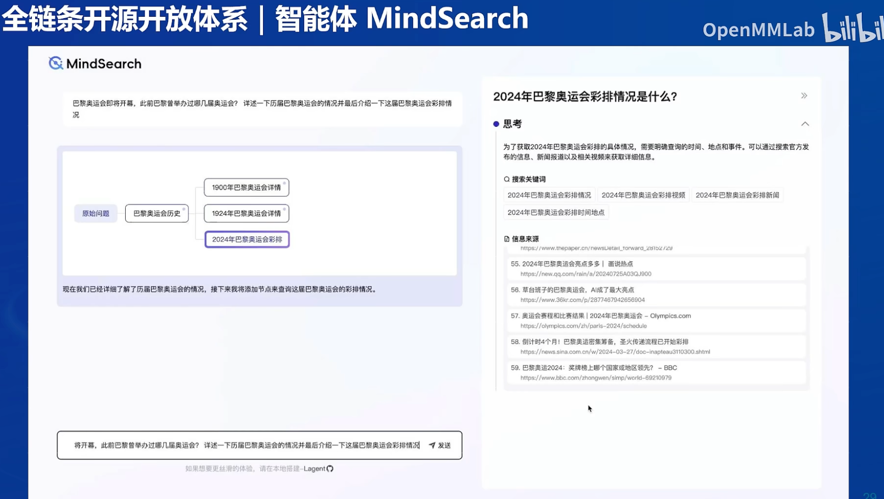 全链条开源开放体系｜智能体 MindSearch
OpenMMLab bilibili
MindSearch
巴黎奥运会即将开幕，此前巴黎曾举办过哪几届奥运会？ 详述一下历届巴黎奥运会的情况并最后介绍一下这届巴黎奥运会彩排情
况
原始问题
巴黎奥运会历史
1900年巴黎奥运会详情
1924年巴黎奥运会详情
2024年巴黎奥运会彩排
现在我们已经详细了解了历届巴黎奥运会的情况，接下来我将添加节点来查询这届巴黎奥运会的彩排情况。
将开幕，此前巴黎曾举办过哪几届奥运会？ 详述一下历届巴黎奥运会的情况并最后介绍一下这届巴黎奥运会彩排情况
发送
如果想要更丝滑的体验，请在本地搭建-Lagent
2024年巴黎奥运会彩排情况是什么?
思考
为了获取2024年巴黎奥运会彩排的具体情况，需要明确查询的时间、地点和事件。可以通过搜索官方发
布的信息、新闻报道以及相关视频来获取详细信息。
搜索关键词
2024年巴黎奥运会彩排情况 2024年巴黎奥运会彩排视频 2024年巴黎奥运会彩排新闻
2024年巴黎奥运会彩排时间地点
信息来源
55. 2024年巴黎奥运会亮点多多｜ 面说热点
https://new.qq.com/rain/a/20240725A03QJ900
56. 草台班子的巴黎奥运会，AI成了最大亮点
https://www.36kr.com/p/2877467942656904
57. 奥运会赛程和比赛结果 | 2024年巴黎奥运会 - Olympics.com
https://olympics.com/zh/paris-2024/schedule
58. 倒计时4个月！巴黎奥运密集筹备，圣火传递流程已开始彩排
https://news.sina.com.cn/w/2024-03-27/doc-inapteau3110300.shtml
59. 巴黎奥运2024：奖牌榜上哪个国家或地区领先？ - BBC
https://www.bbc.com/zhongwen/simp/world-69210979
29